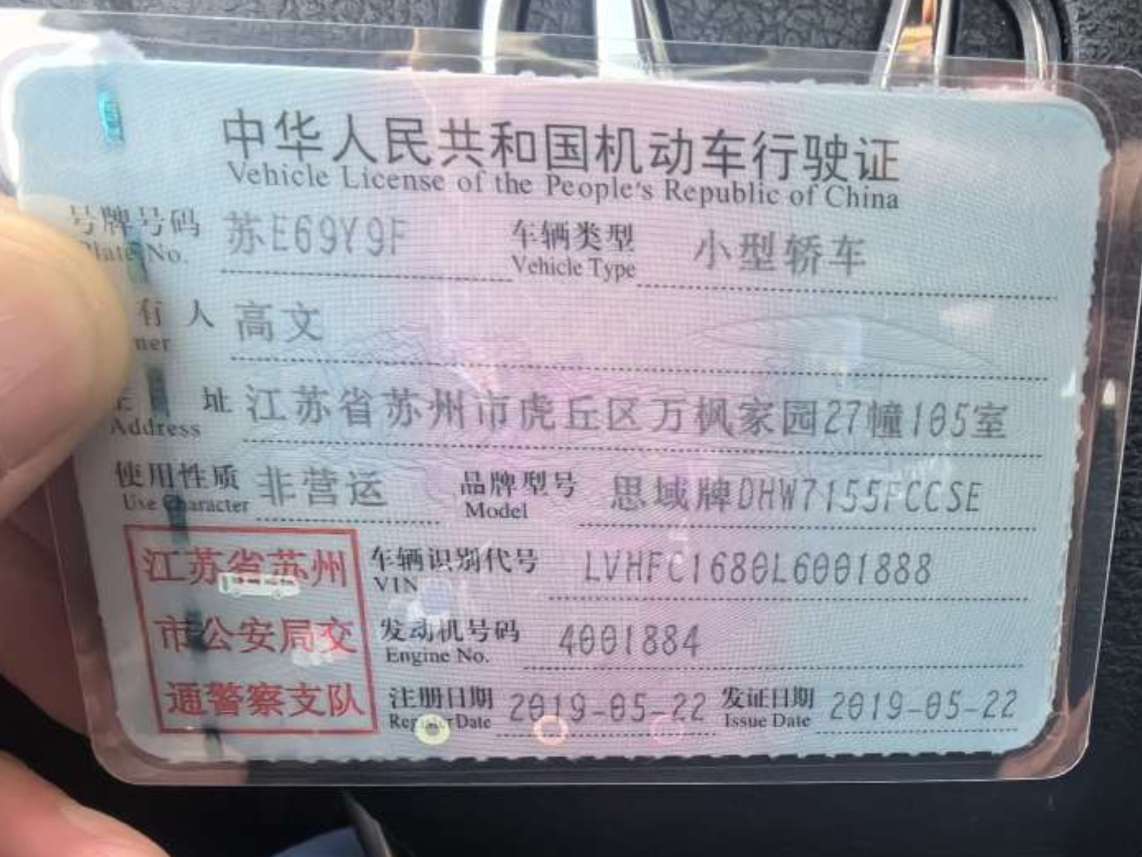 中华人民共和国机动车行驶证
Vehicle License of the People's Republic of China
号牌号码 苏E69Y9F 车辆类型 小型轿车
Plate No. Vehicle Type
有人 高文
ner
址 江苏省苏州市虎丘区万枫家园27幢105室
Address
使用性质 非营运 品牌型号 思域牌DHW7155FCCSE
Use Character Model
江苏省苏州
市公安局交
通警察支队
车辆识别代号 LVHFC1680L6001888
VIN
发动机号码 4001884
Engine No.
注册日期 2019-05-22 发证日期 2019-05-22
Register Date Issue Date